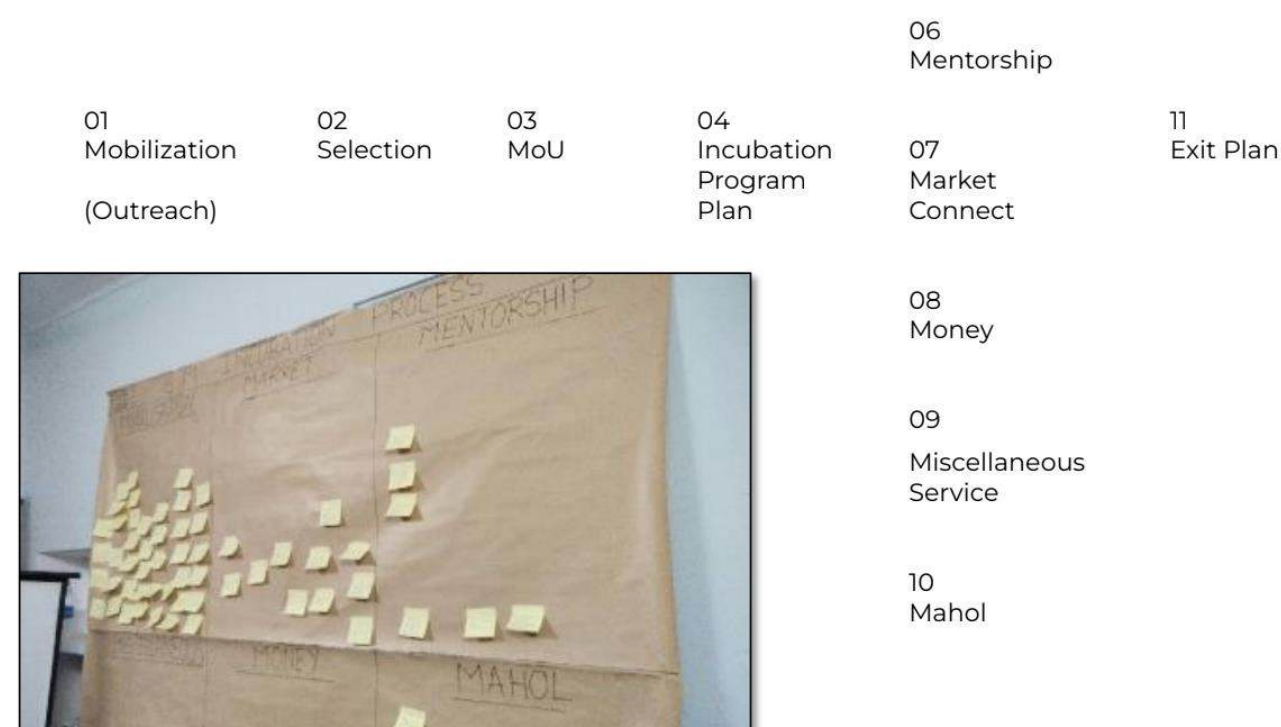 06
Mentorship
01
Mobilization
(Outreach)
02
Selection
03
MoU
04
Incubation
Program
Plan
07
Market
Connect
11
Exit Plan
08
Money
09
Miscellaneous
Service
10
Mahol
INCUBATION PROCESS
MARKET
MENTORSHIP
MONEY
MAHOL